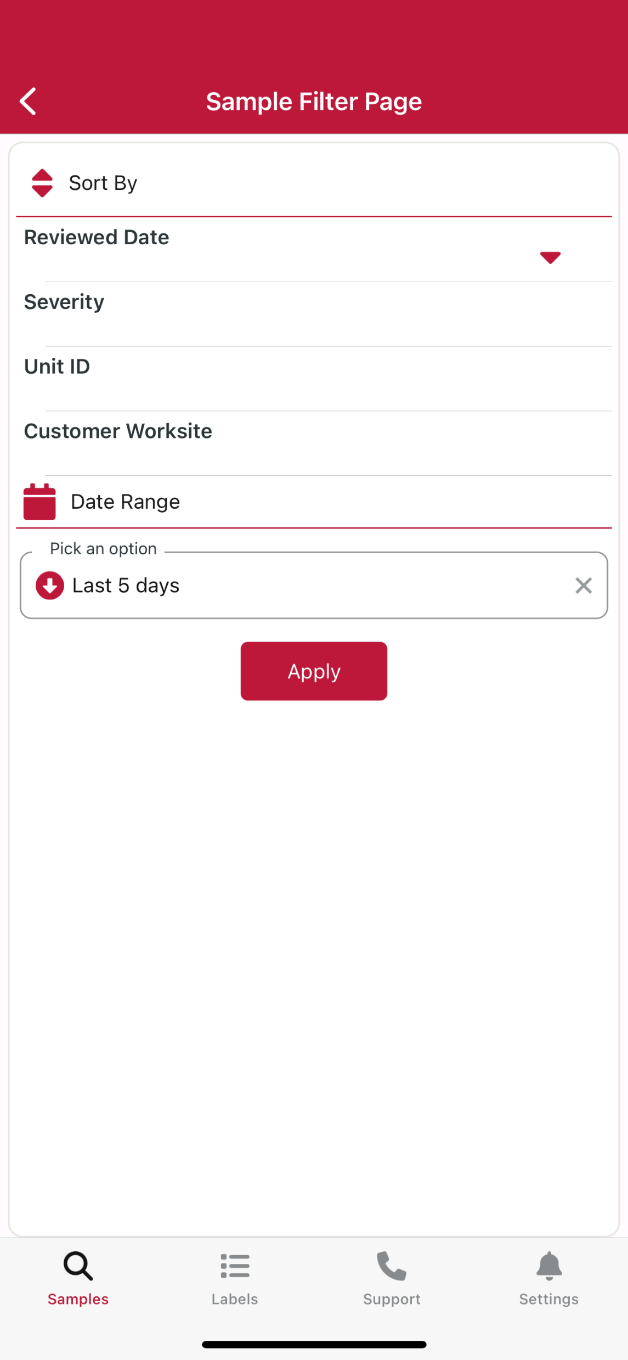 Sample Filter Page
Sort By
Reviewed Date
Severity
Unit ID
Customer Worksite
Date Range
Pick an option
Last 5 days
Apply
Samples
Labels
Support
Settings